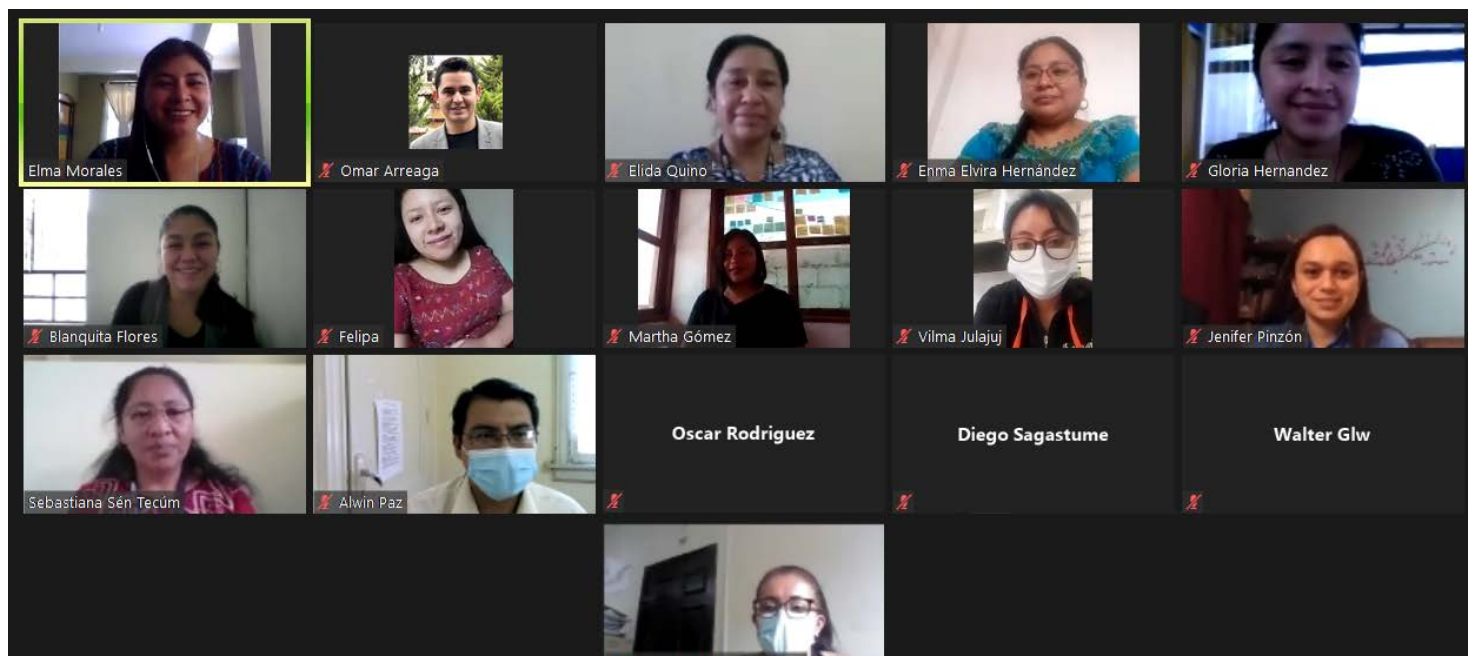 Elma Morales
Omar Arreaga
Elida Quino
Enma Elvira Hernández
Gloria Hernandez
Blanquita Flores
Felipa
Martha Gómez
Vilma Julajuj
Jenifer Pinzón
Sebastiana Sén Tecúm
Alwin Paz
Oscar Rodriguez
Diego Sagastume
Walter Glw